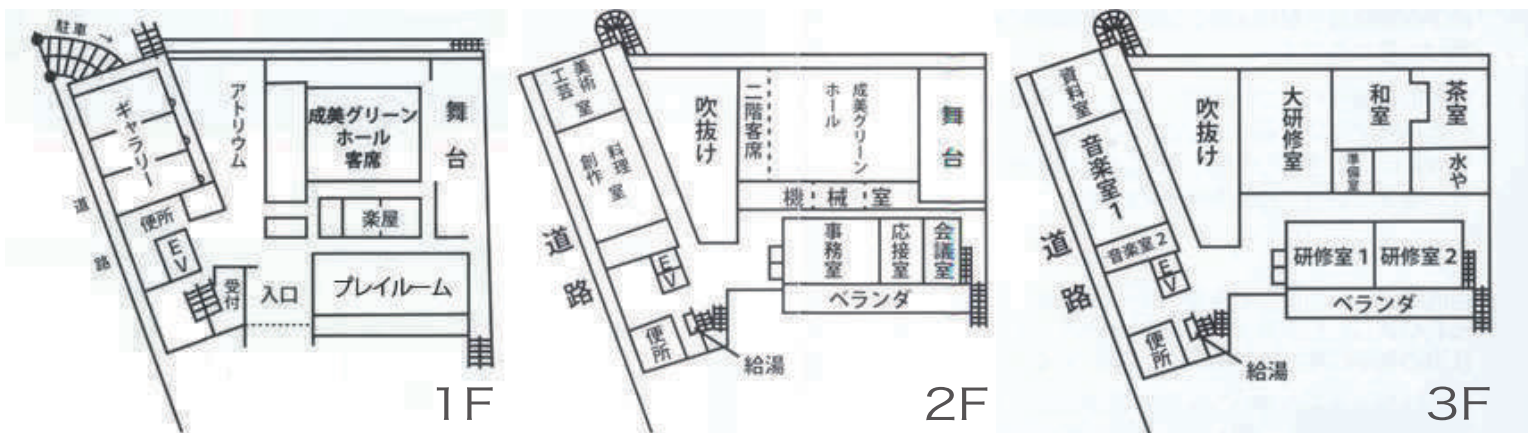 駐車→
ギャラリー
アトリウム
成美グリーン
ホール
客席
舞台
便所
楽屋
EV
受付
入口
プレイルーム
道路
1F
美術室
工芸
吹抜け
二階客席
成美グリーン
ホール
舞台
料理室
創作
機械室
事務室
応接室
会議室
EV
ベランダ
道路
便所
給湯
2F
資料室
音楽室1
吹抜け
大研修室
和室
茶室
準備室
水や
音楽室2
EV
研修室1
研修室2
ベランダ
道路
便所
給湯
3F